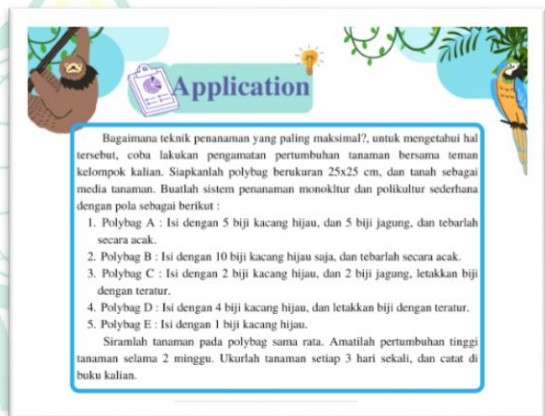 Application
Bagaimana teknik penanaman yang paling maksimal?, untuk mengetahui hal
tersebut, coba lakukan pengamatan pertumbuhan tanaman bersama teman
kelompok kalian. Siapkanlah polybag berukuran 25x25 cm, dan tanah sebagai
media tanaman. Buatlah sistem penanaman monokltur dan polikultur sederhana
dengan pola sebagai berikut :
1. Polybag A : Isi dengan 5 biji kacang hijau, dan 5 biji jagung, dan tebarlah
secara acak.
2. Polybag B : Isi dengan 10 biji kacang hijau saja, dan tebarlah secara acak.
3. Polybag C : Isi dengan 2 biji kacang hijau, dan 2 biji jagung, letakkan biji
dengan teratur.
4. Polybag D : Isi dengan 4 biji kacang hijau, dan letakkan biji dengan teratur.
5. Polybag E : Isi dengan 1 biji kacang hijau.
Siramlah tanaman pada polybag sama rata. Amatilah pertumbuhan tinggi
tanaman selama 2 minggu. Ukurlah tanaman setiap 3 hari sekali, dan catat di
buku kalian.